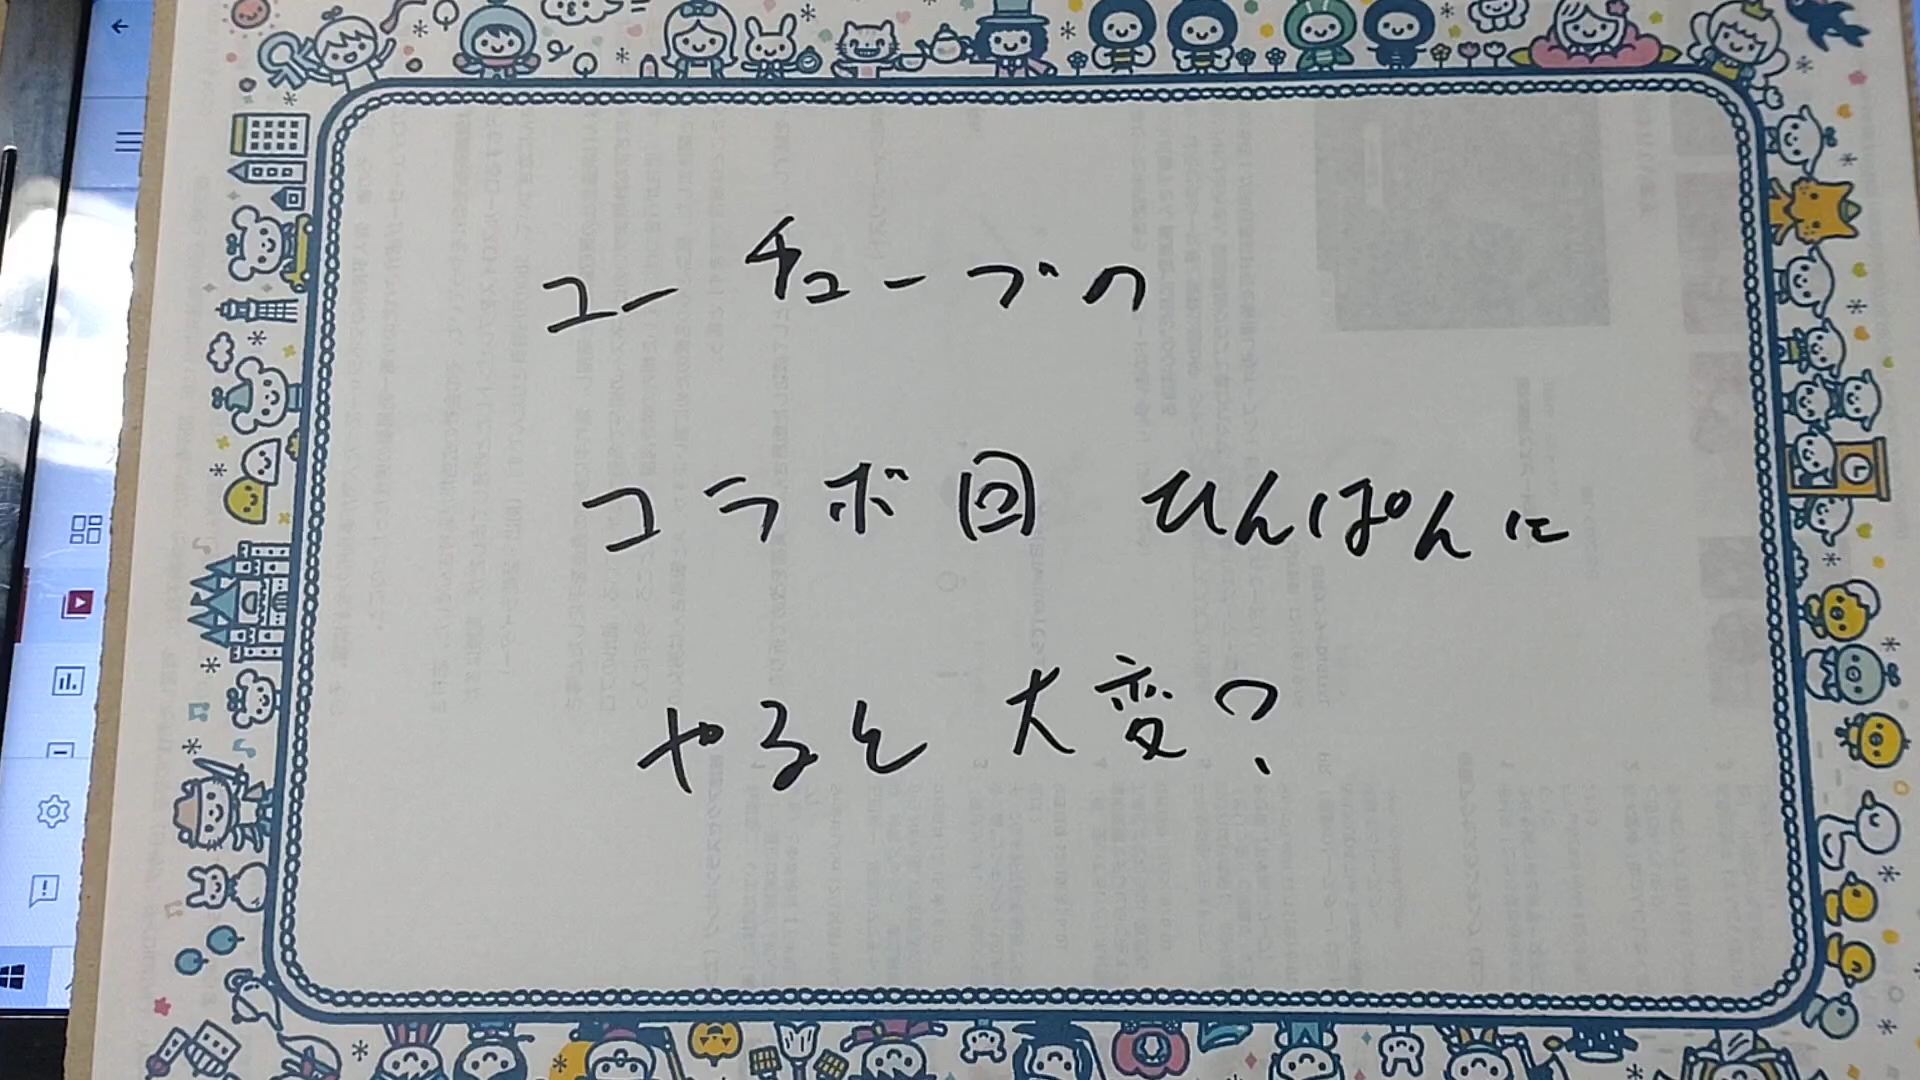 ユーチューブの
コラボ回 ひんぱんに
やると 大変?